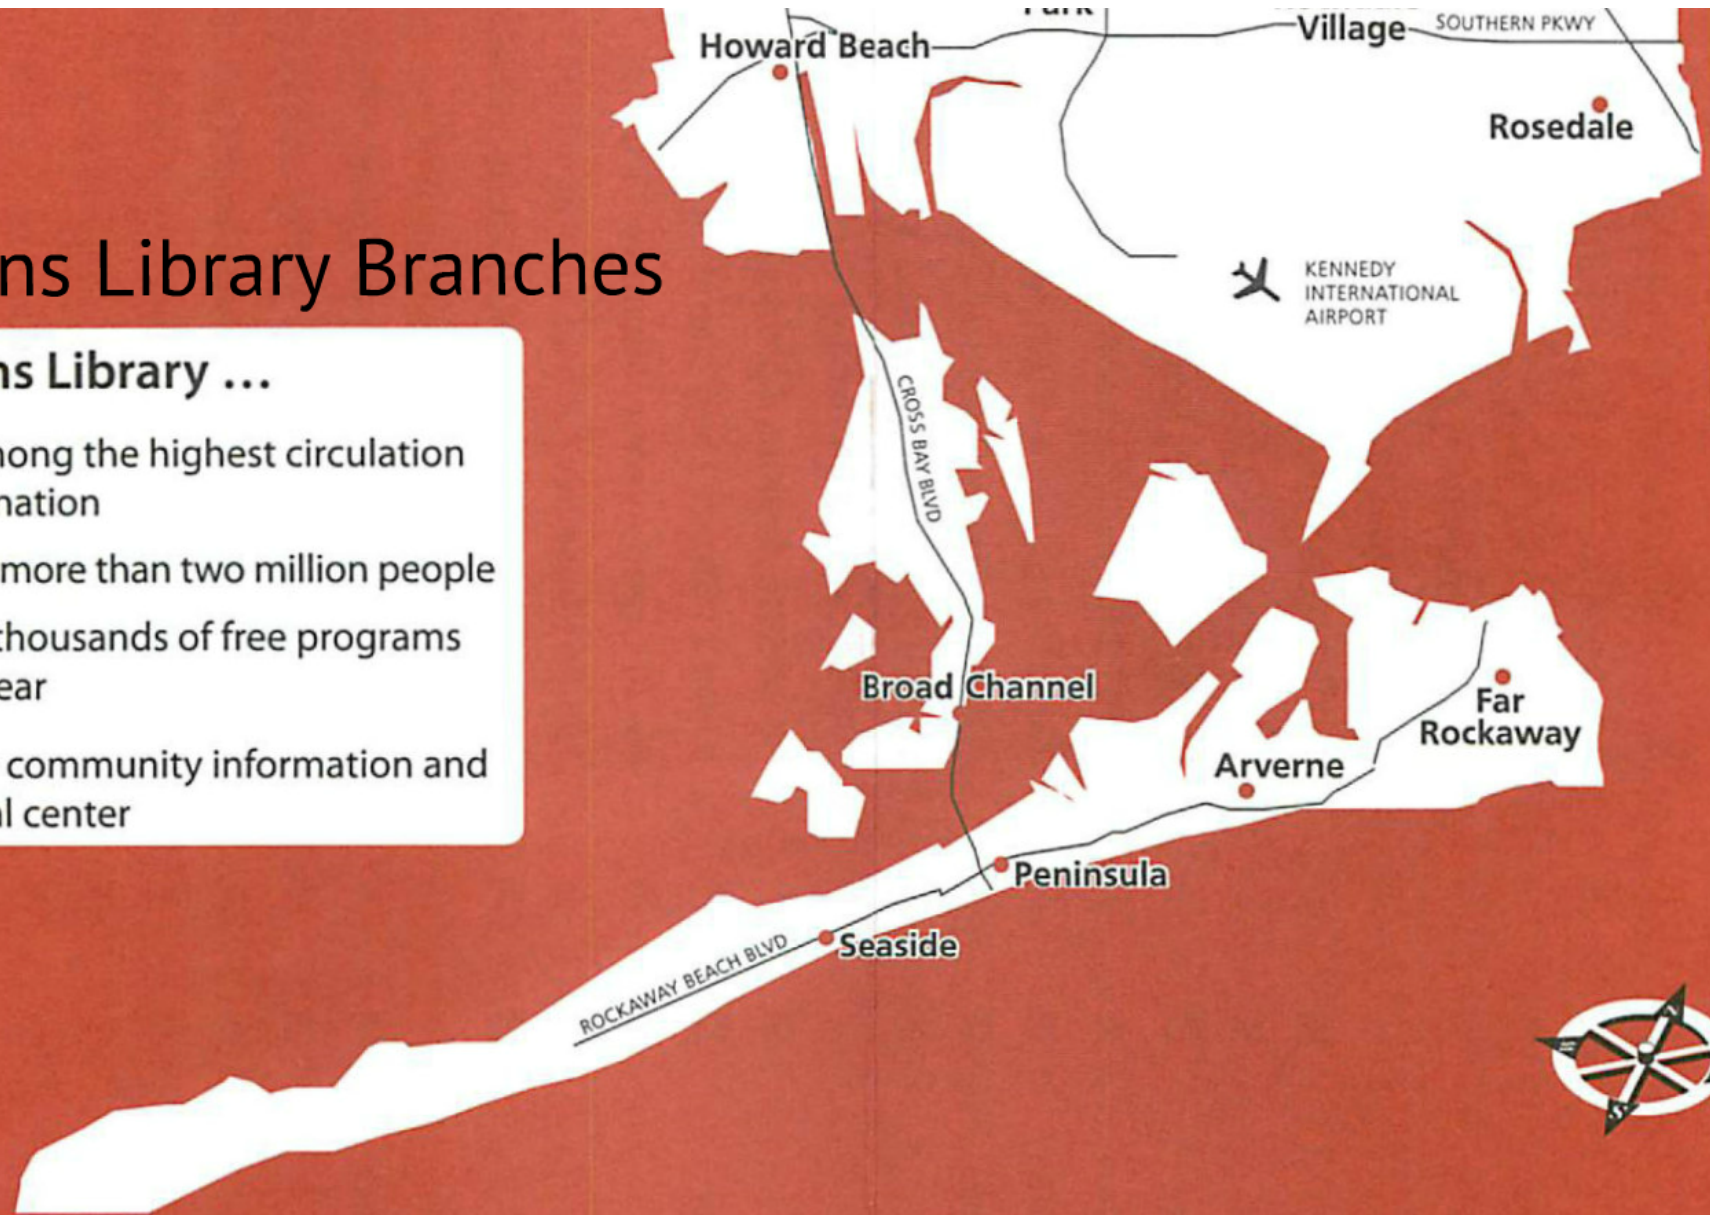 Park
Howard Beach
Village
SOUTHERN PKWY
Rosedale
KENNEDY
INTERNATIONAL
AIRPORT
ns Library Branches
ns Library ...
nong the highest circulation
nation
more than two million people
thousands of free programs
ear
community information and
l center
CROSS BAY BLVD
Broad Channel
Far
Rockaway
Arverne
Peninsula
Seaside
ROCKAWAY BEACH BLVD
N
S